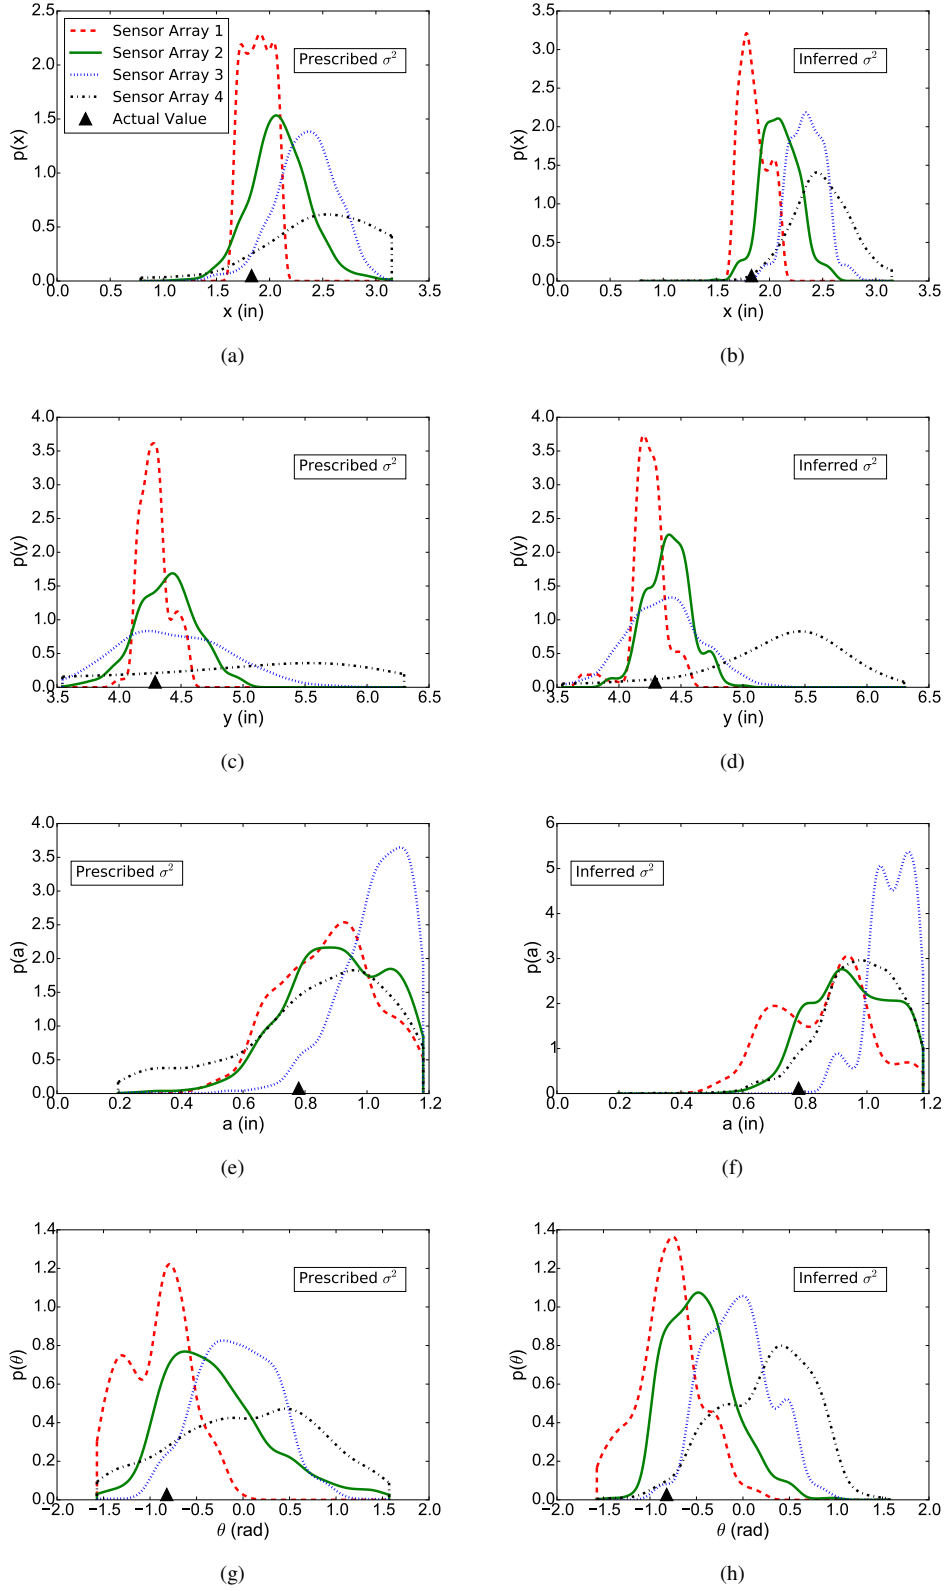 2.5
2.0
1.5
1.0
0.5
0.0
p(x)
Sensor Array 1
Sensor Array 2
Sensor Array 3
Sensor Array 4
Actual Value
Prescribed σ²
0.0 0.5 1.0 1.5 2.0 2.5 3.0 3.5
x (in)
(a)
3.5
3.0
2.5
2.0
1.5
1.0
0.5
0.0
p(x)
Inferred σ²
0.0 0.5 1.0 1.5 2.0 2.5 3.0 3.5
x (in)
(b)
4.0
3.5
3.0
2.5
2.0
1.5
1.0
0.5
0.0
p(y)
Prescribed σ²
3.5 4.0 4.5 5.0 5.5 6.0 6.5
y (in)
(c)
4.0
3.5
3.0
2.5
2.0
1.5
1.0
0.5
0.0
p(y)
Inferred σ²
3.5 4.0 4.5 5.0 5.5 6.0 6.5
y (in)
(d)
4.0
3.5
3.0
2.5
2.0
1.5
1.0
0.5
0.0
p(a)
Prescribed σ²
0.0 0.2 0.4 0.6 0.8 1.0 1.2
a (in)
(e)
6
5
4
3
2
1
0
p(a)
Inferred σ²
0.0 0.2 0.4 0.6 0.8 1.0 1.2
a (in)
(f)
1.4
1.2
1.0
0.8
0.6
0.4
0.2
0.0
p(θ)
Prescribed σ²
−2.0 −1.5 −1.0 −0.5 0.0 0.5 1.0 1.5 2.0
θ (rad)
(g)
1.4
1.2
1.0
0.8
0.6
0.4
0.2
0.0
p(θ)
Inferred σ²
−2.0 −1.5 −1.0 −0.5 0.0 0.5 1.0 1.5 2.0
θ (rad)
(h)